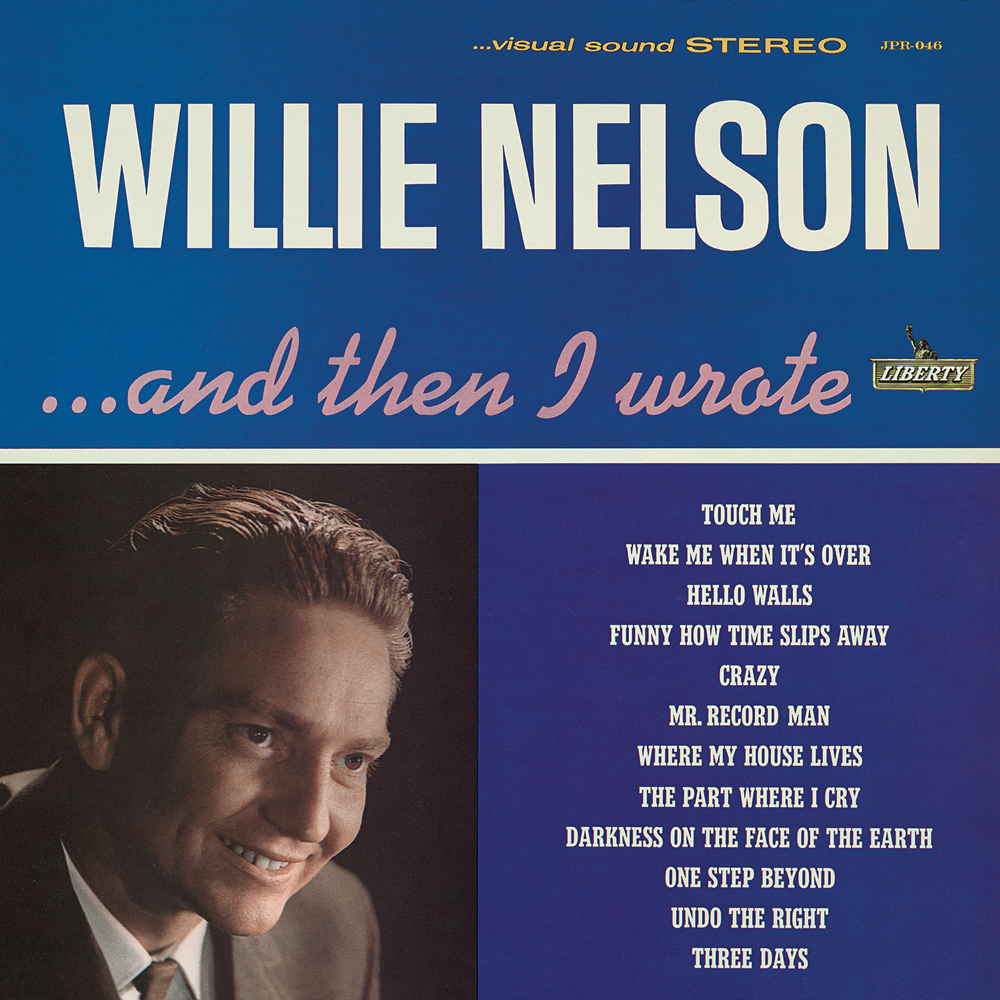 ...visual sound STEREO JPR-046
WILLIE NELSON
...and then I wrote
LIBERTY
TOUCH ME
WAKE ME WHEN IT'S OVER
HELLO WALLS
FUNNY HOW TIME SLIPS AWAY
CRAZY
MR. RECORD MAN
WHERE MY HOUSE LIVES
THE PART WHERE I CRY
DARKNESS ON THE FACE OF THE EARTH
ONE STEP BEYOND
UNDO THE RIGHT
THREE DAYS